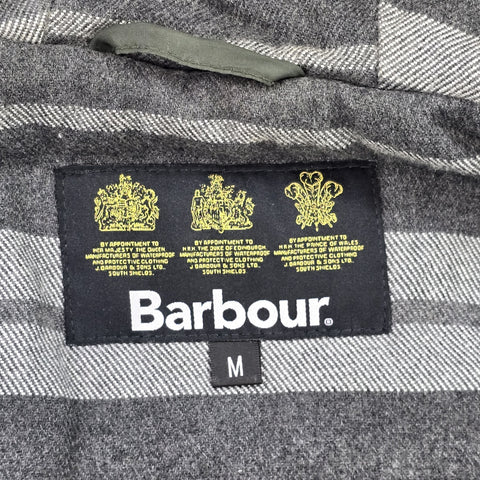 BY APPOINTMENT TO
HER MAJESTY THE QUEEN
MANUFACTURERS OF WATERPROOF
AND PROTECTIVE CLOTHING
J. BARBOUR & SONS LTD.
SOUTH SHIELDS.
BY APPOINTMENT TO
H.R.H. THE DUKE OF EDINBURGH
MANUFACTURERS OF WATERPROOF
AND PROTECTIVE CLOTHING
J. BARBOUR & SONS LTD.
SOUTH SHIELDS.
BY APPOINTMENT TO
H.R.H. THE PRINCE OF WALES
MANUFACTURERS OF WATERPROOF
AND PROTECTIVE CLOTHING
J. BARBOUR & SONS LTD.
SOUTH SHIELDS.
Barbour®
M